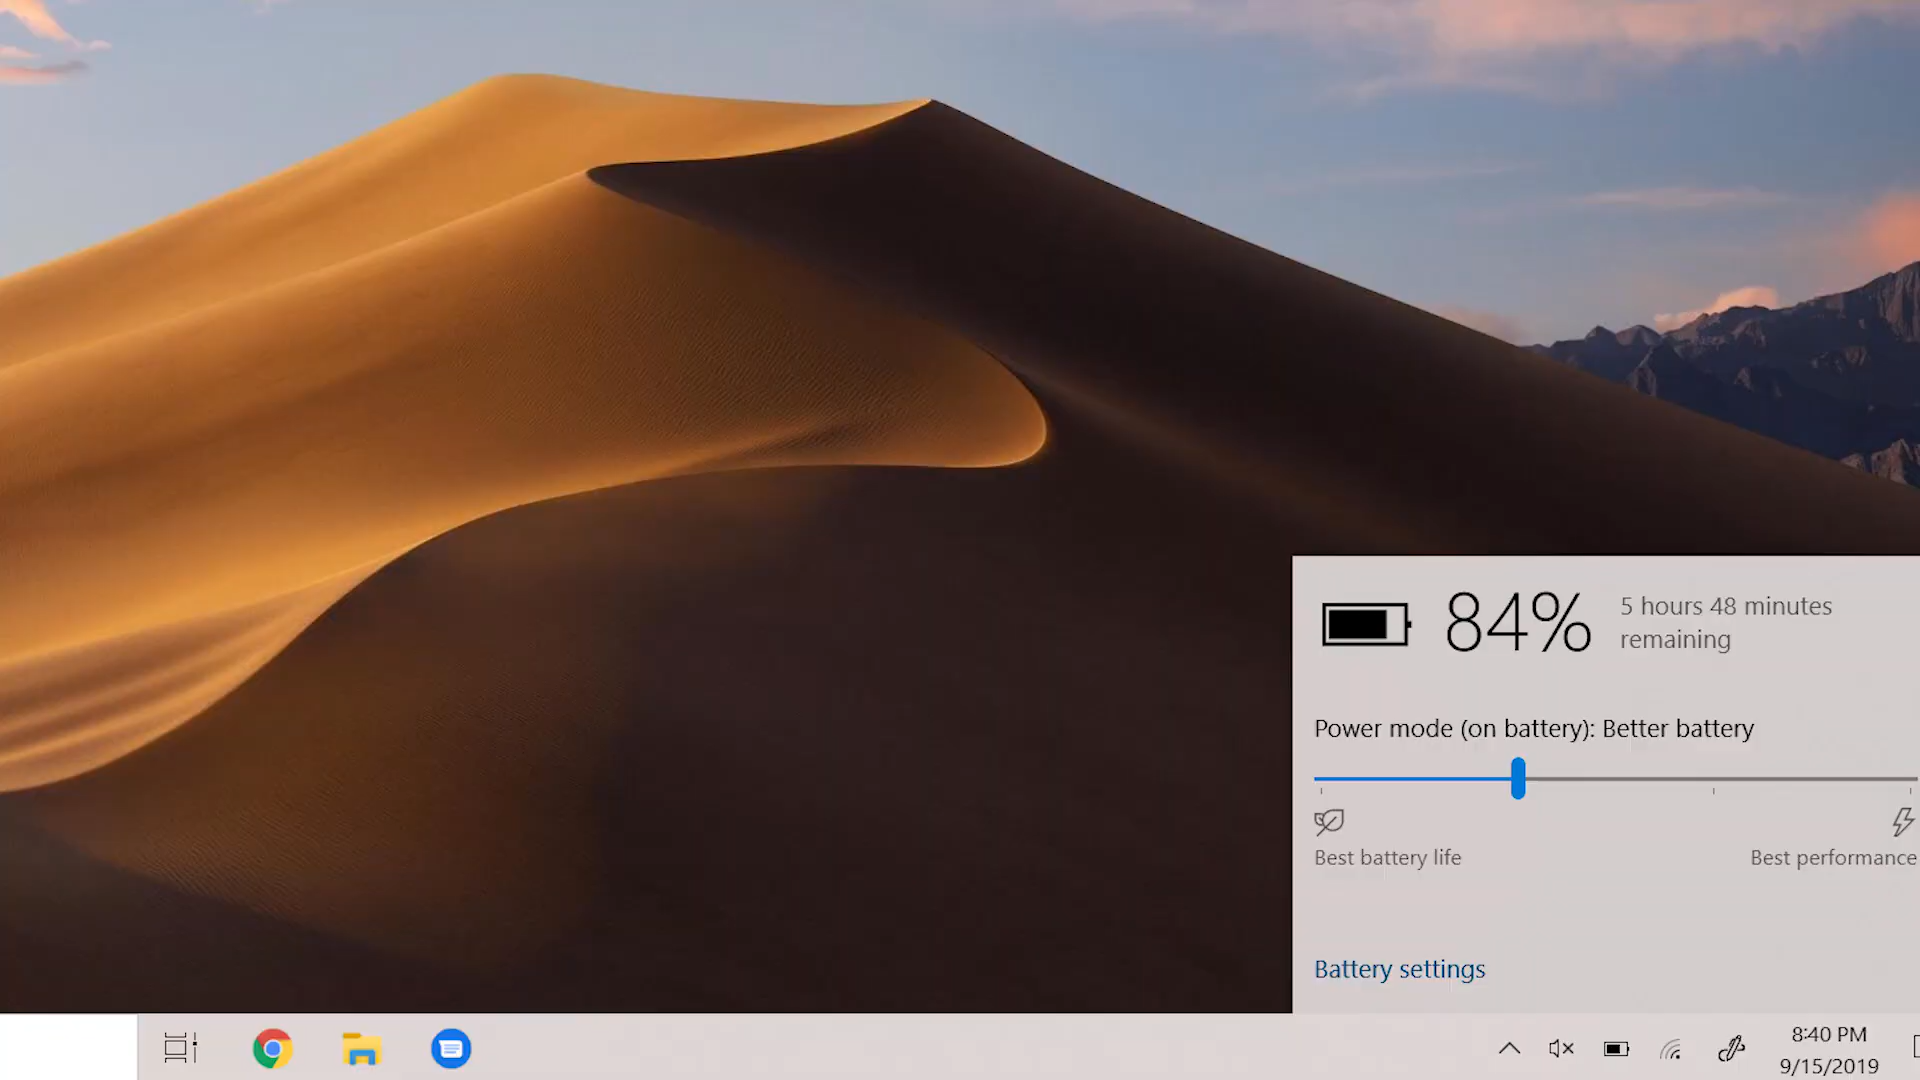 84%
5 hours 48 minutes
remaining
Power mode (on battery): Better battery
Best battery life
Best performance
Battery settings
8:40 PM
9/15/2019